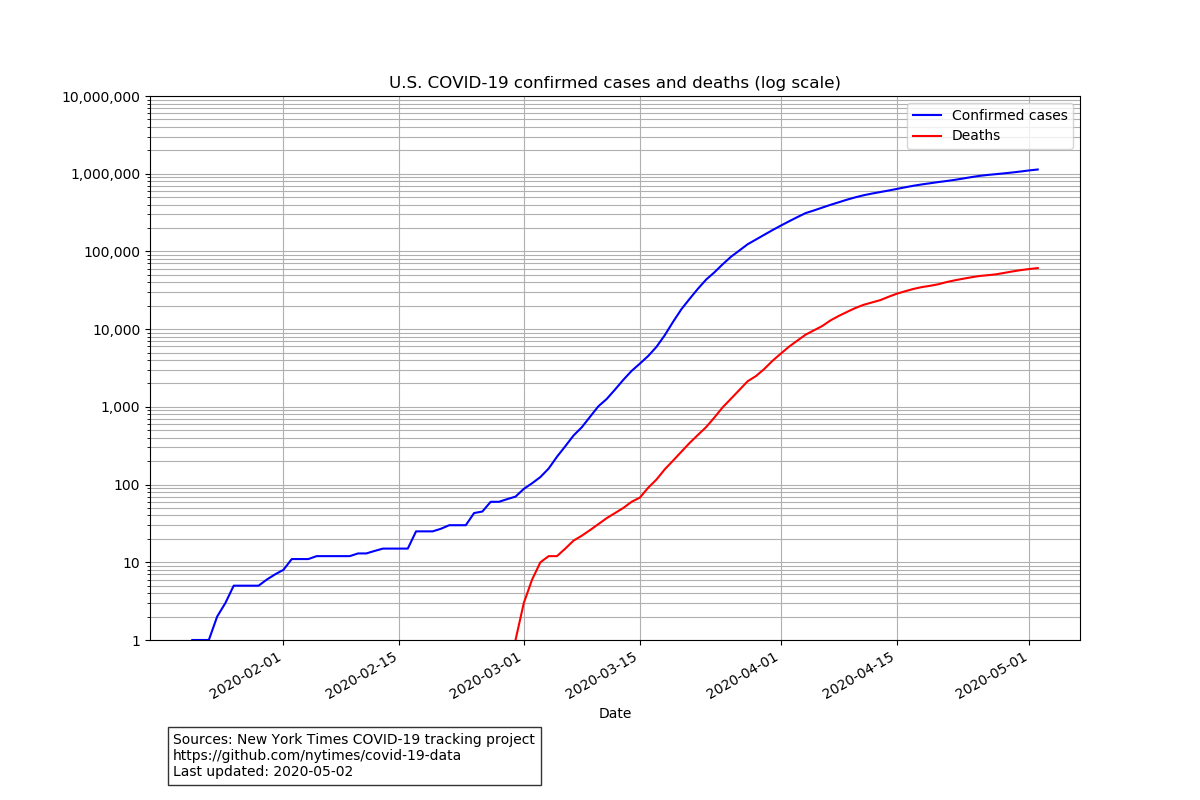 U.S. COVID-19 confirmed cases and deaths (log scale)
10,000,000
1,000,000
100,000
10,000
1,000
100
10
1
Confirmed cases
Deaths
2020-02-01
2020-02-15
2020-03-01
2020-03-15
2020-04-01
2020-04-15
2020-05-01
Date
Sources: New York Times COVID-19 tracking project
https://github.com/nytimes/covid-19-data
Last updated: 2020-05-02